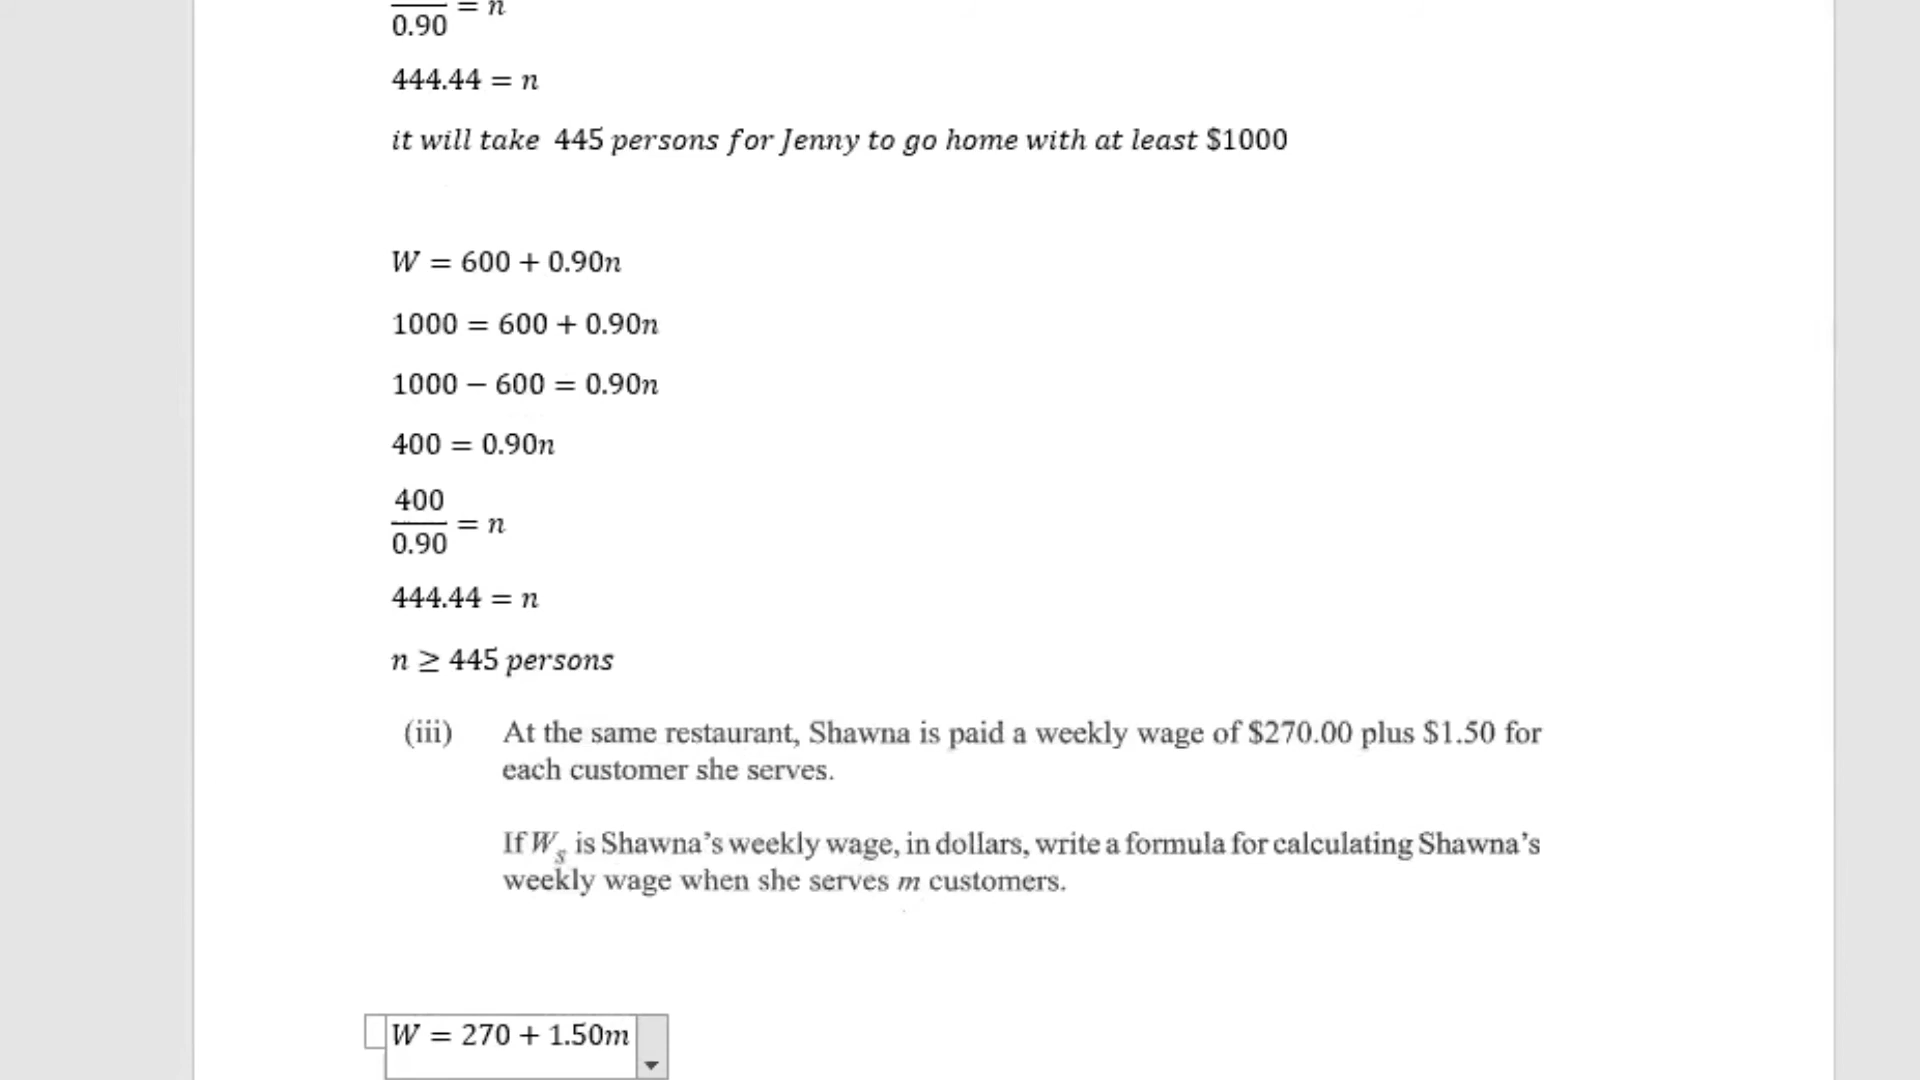 0.90 = n
444.44 = n
it will take 445 persons for Jenny to go home with at least $1000
W = 600 + 0.90n
1000 = 600 + 0.90n
1000 − 600 = 0.90n
400 = 0.90n
400
0.90 = n
444.44 = n
n ≥ 445 persons
(iii) At the same restaurant, Shawna is paid a weekly wage of $270.00 plus $1.50 for
each customer she serves.
If W_s is Shawna’s weekly wage, in dollars, write a formula for calculating Shawna’s
weekly wage when she serves m customers.
W = 270 + 1.50m